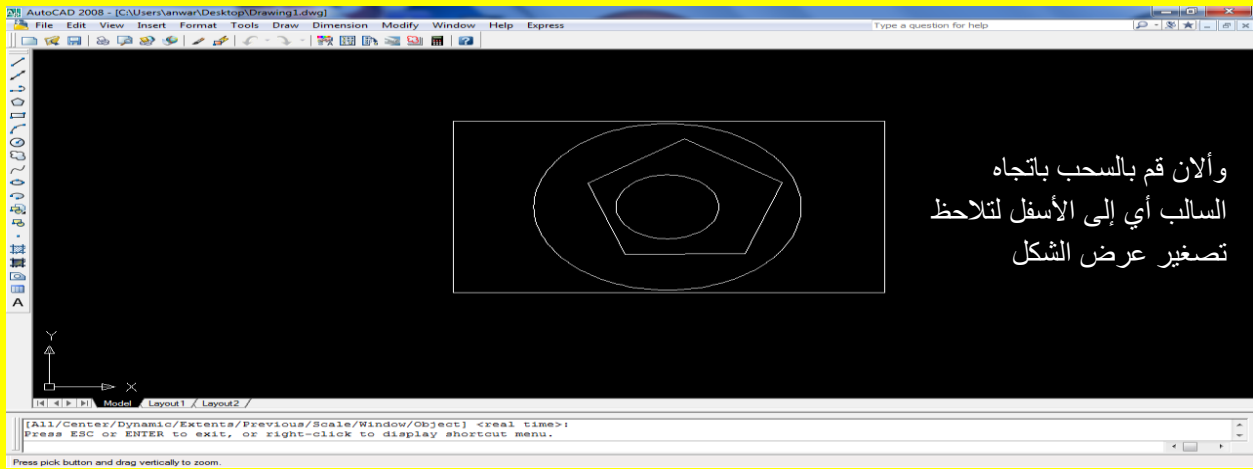 AutoCAD 2008 - [C:\Users\anwar\Desktop\Drawing1.dwg]
File Edit View Insert Format Tools Draw Dimension Modify Window Help Express
Type a question for help
وألان قم بالسحب باتجاه
السالب أي إلى الأسفل لتلاحظ
تصغير عرض الشكل
A
Y
X
Model Layout1 Layout2
[All/Center/Dynamic/Extents/Previous/Scale/Window/Object] <real time>:
Press ESC or ENTER to exit, or right-click to display shortcut menu.
Press pick button and drag vertically to zoom.